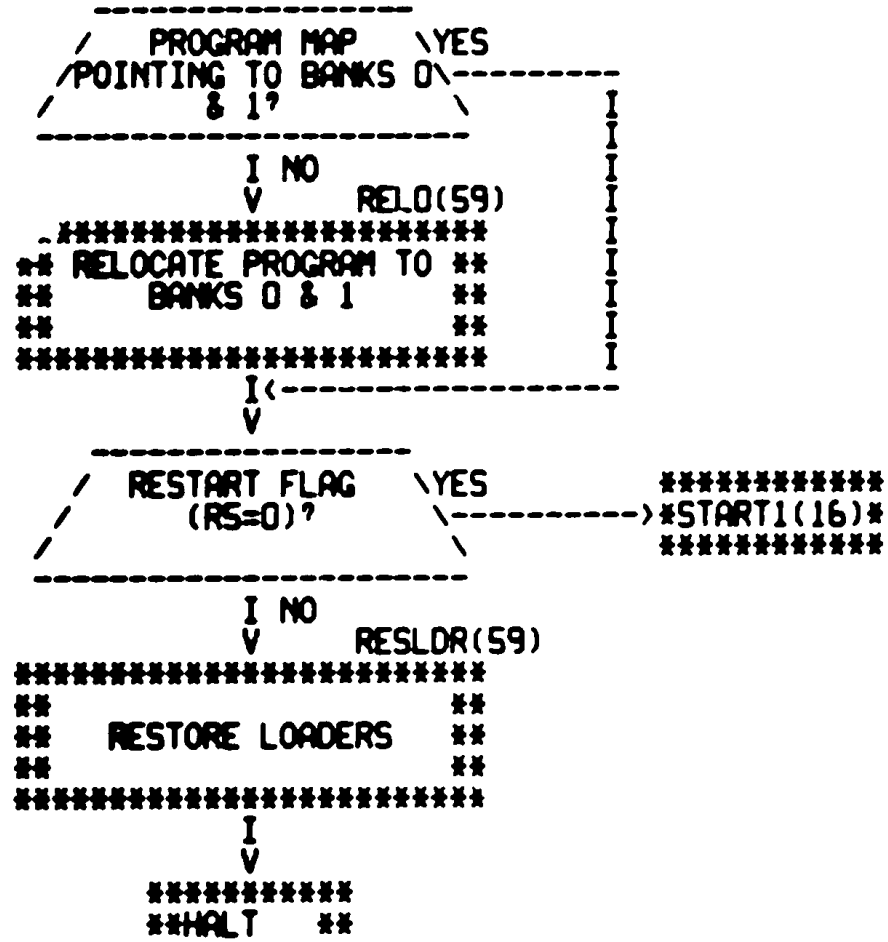 PROGRAM MAP YES
POINTING TO BANKS 0
& 1?
I NO
V RELO(59)
RELOCATE PROGRAM TO
BANKS 0 & 1
V
RESTART FLAG YES
(R5=0)? START1(16)
I NO
V RESLDR(59)
RESTORE LOADERS
I
V
HALT